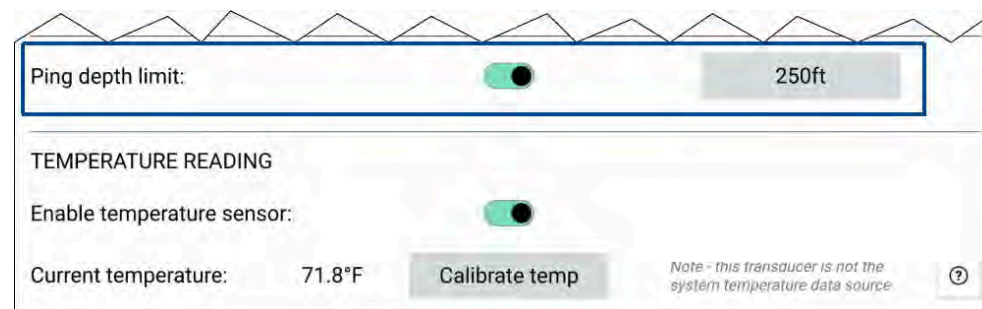 Ping depth limit: 250ft
TEMPERATURE READING
Enable temperature sensor:
Current temperature: 71.8°F Calibrate temp Note - this transducer is not the
system temperature data source ?